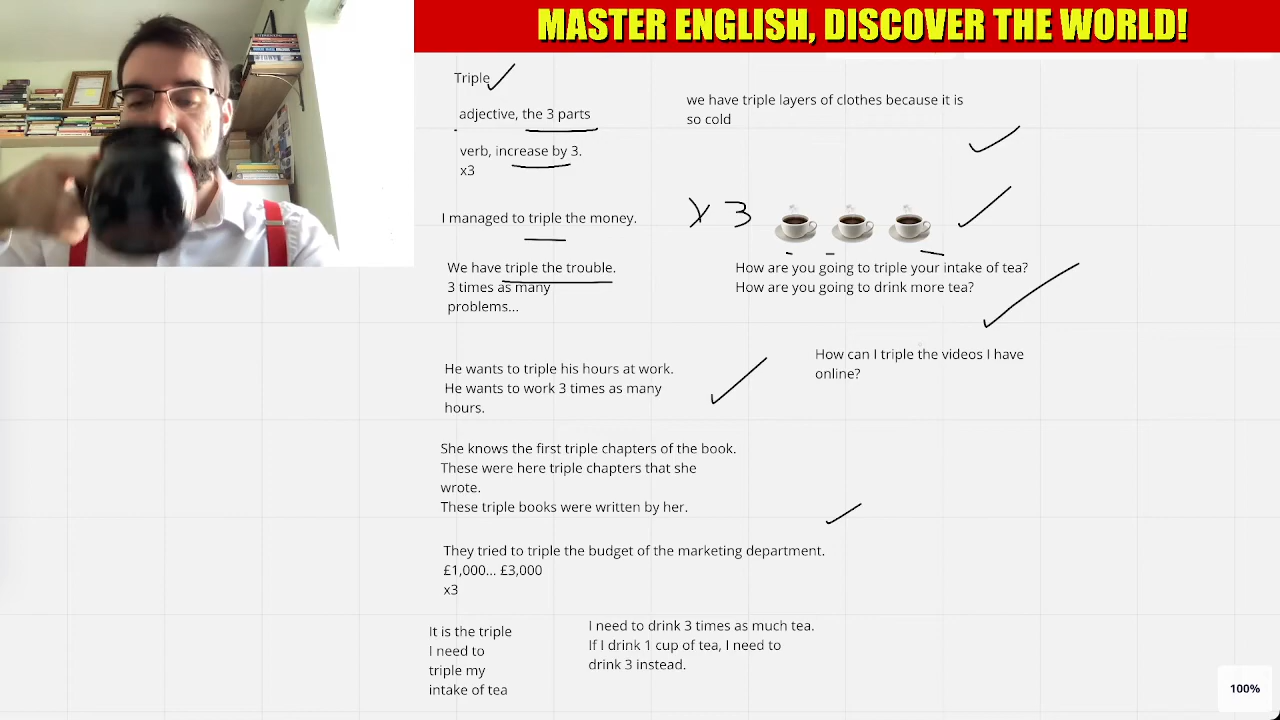 MASTER ENGLISH, DISCOVER THE WORLD!
Triple
adjective, the 3 parts
verb, increase by 3.
x3
we have triple layers of clothes because it is
so cold
I managed to triple the money.
x 3
We have triple the trouble.
3 times as many
problems...
How are you going to triple your intake of tea?
How are you going to drink more tea?
How can I triple the videos I have
online?
He wants to triple his hours at work.
He wants to work 3 times as many
hours.
She knows the first triple chapters of the book.
These were here triple chapters that she
wrote.
These triple books were written by her.
They tried to triple the budget of the marketing department.
£1,000... £3,000
x3
It is the triple
I need to
triple my
intake of tea
I need to drink 3 times as much tea.
If I drink 1 cup of tea, I need to
drink 3 instead.
100%